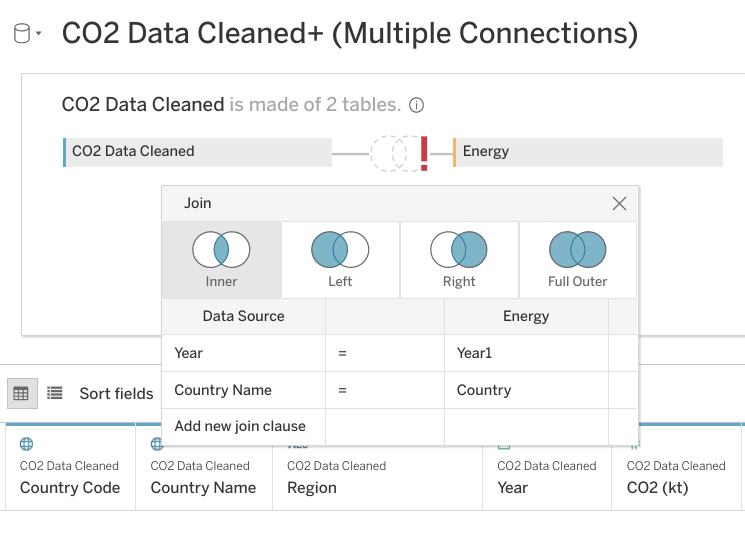 CO2 Data Cleaned+ (Multiple Connections)
CO2 Data Cleaned is made of 2 tables.
CO2 Data Cleaned
Energy
Join
Inner
Left
Right
Full Outer
Data Source
Energy
Year
=
Year1
Country Name
=
Country
Add new join clause
Sort fields
CO2 Data Cleaned
Country Code
CO2 Data Cleaned
Country Name
CO2 Data Cleaned
Region
CO2 Data Cleaned
Year
CO2 Data Cleaned
CO2 (kt)